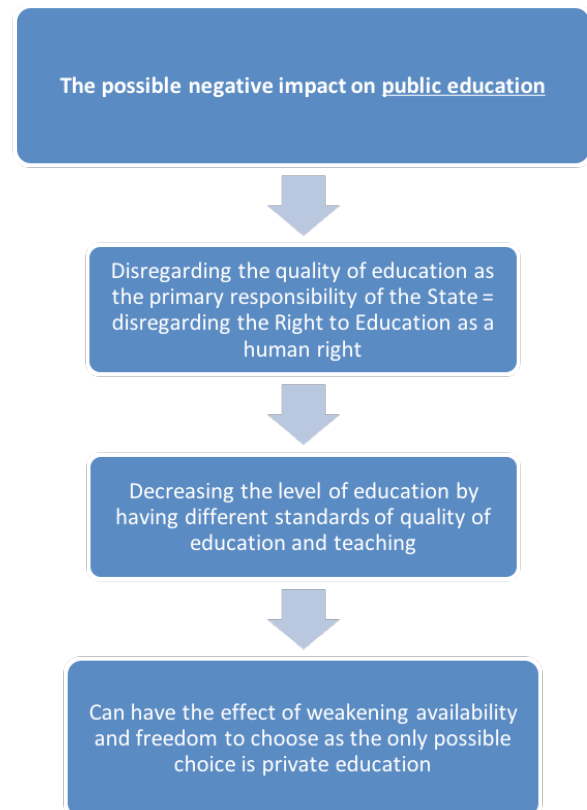 The possible negative impact on public education
Disregarding the quality of education as
the primary responsibility of the State =
disregarding the Right to Education as a
human right
Decreasing the level of education by
having different standards of quality of
education and teaching
Can have the effect of weakening availability
and freedom to choose as the only possible
choice is private education